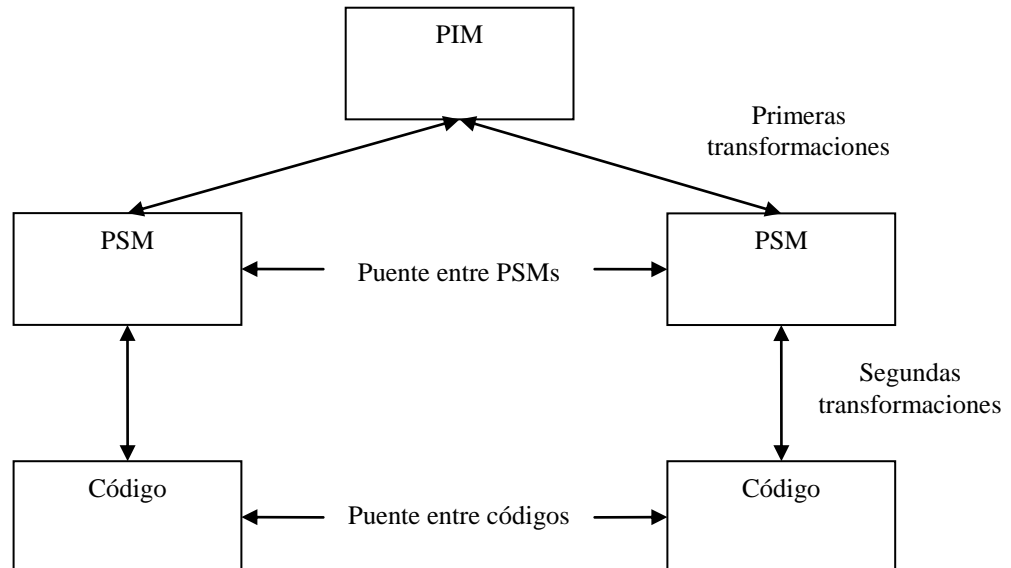 PIM
Primeras
transformaciones
PSM
PSM
Puente entre PSMs
Segundas
transformaciones
Código
Código
Puente entre códigos